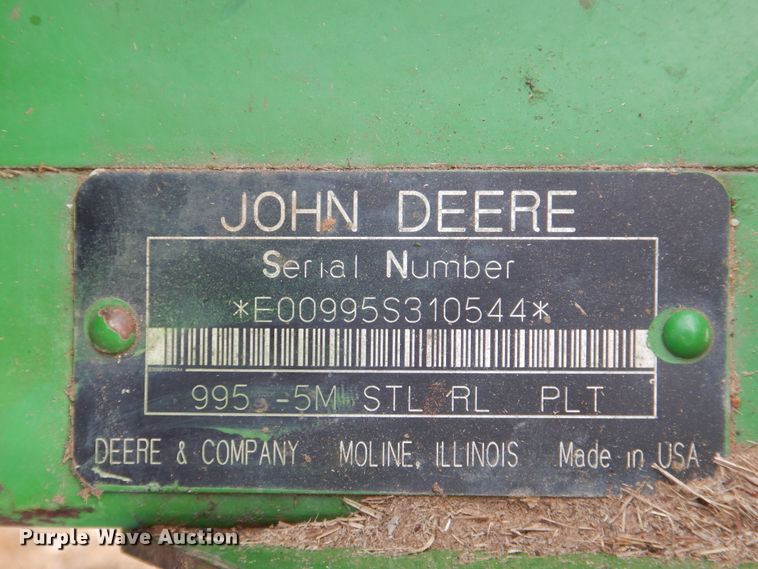 JOHN DEERE
Serial Number
*E00995S310544*
995 -5M STL RL PLT
DEERE & COMPANY MOLINE, ILLINOIS Made in USA
Purple Wave Auction